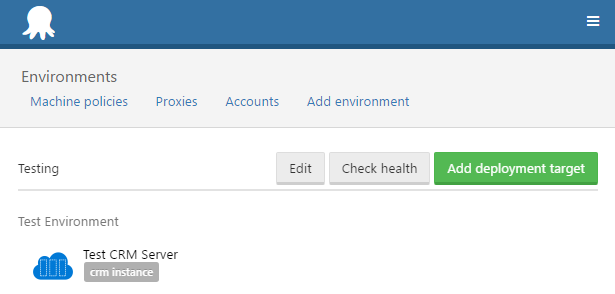 Environments
Machine policies Proxies Accounts Add environment
Testing Edit Check health Add deployment target
Test Environment
Test CRM Server
crm instance